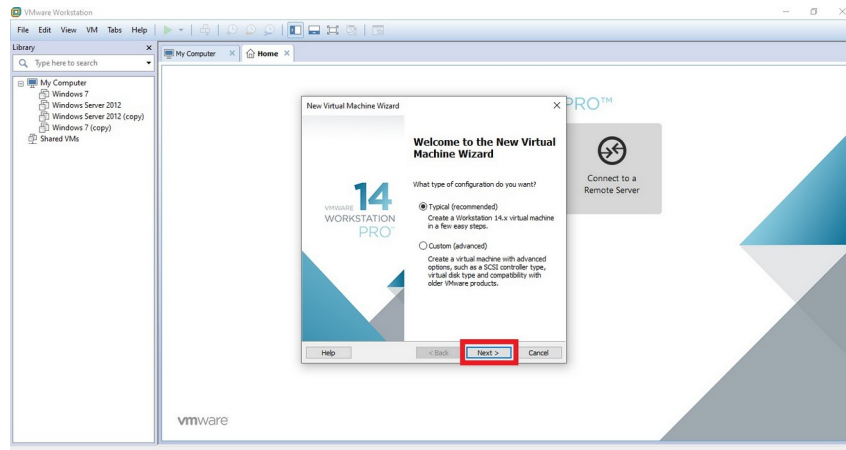 VMware Workstation
File Edit View VM Tabs Help
Library
Type here to search
My Computer
Windows 7
Windows Server 2012
Windows Server 2012 (copy)
Windows 7 (copy)
Shared VMs
My Computer
Home
PRO™
Connect to a
Remote Server
New Virtual Machine Wizard
VMWARE 14
WORKSTATION
PRO™
Welcome to the New Virtual
Machine Wizard
What type of configuration do you want?
Typical (recommended)
Create a Workstation 14.x virtual machine
in a few easy steps.
Custom (advanced)
Create a virtual machine with advanced
options, such as a SCSI controller type,
virtual disk type and compatibility with
older VMware products.
Help
< Back Next > Cancel
vmware